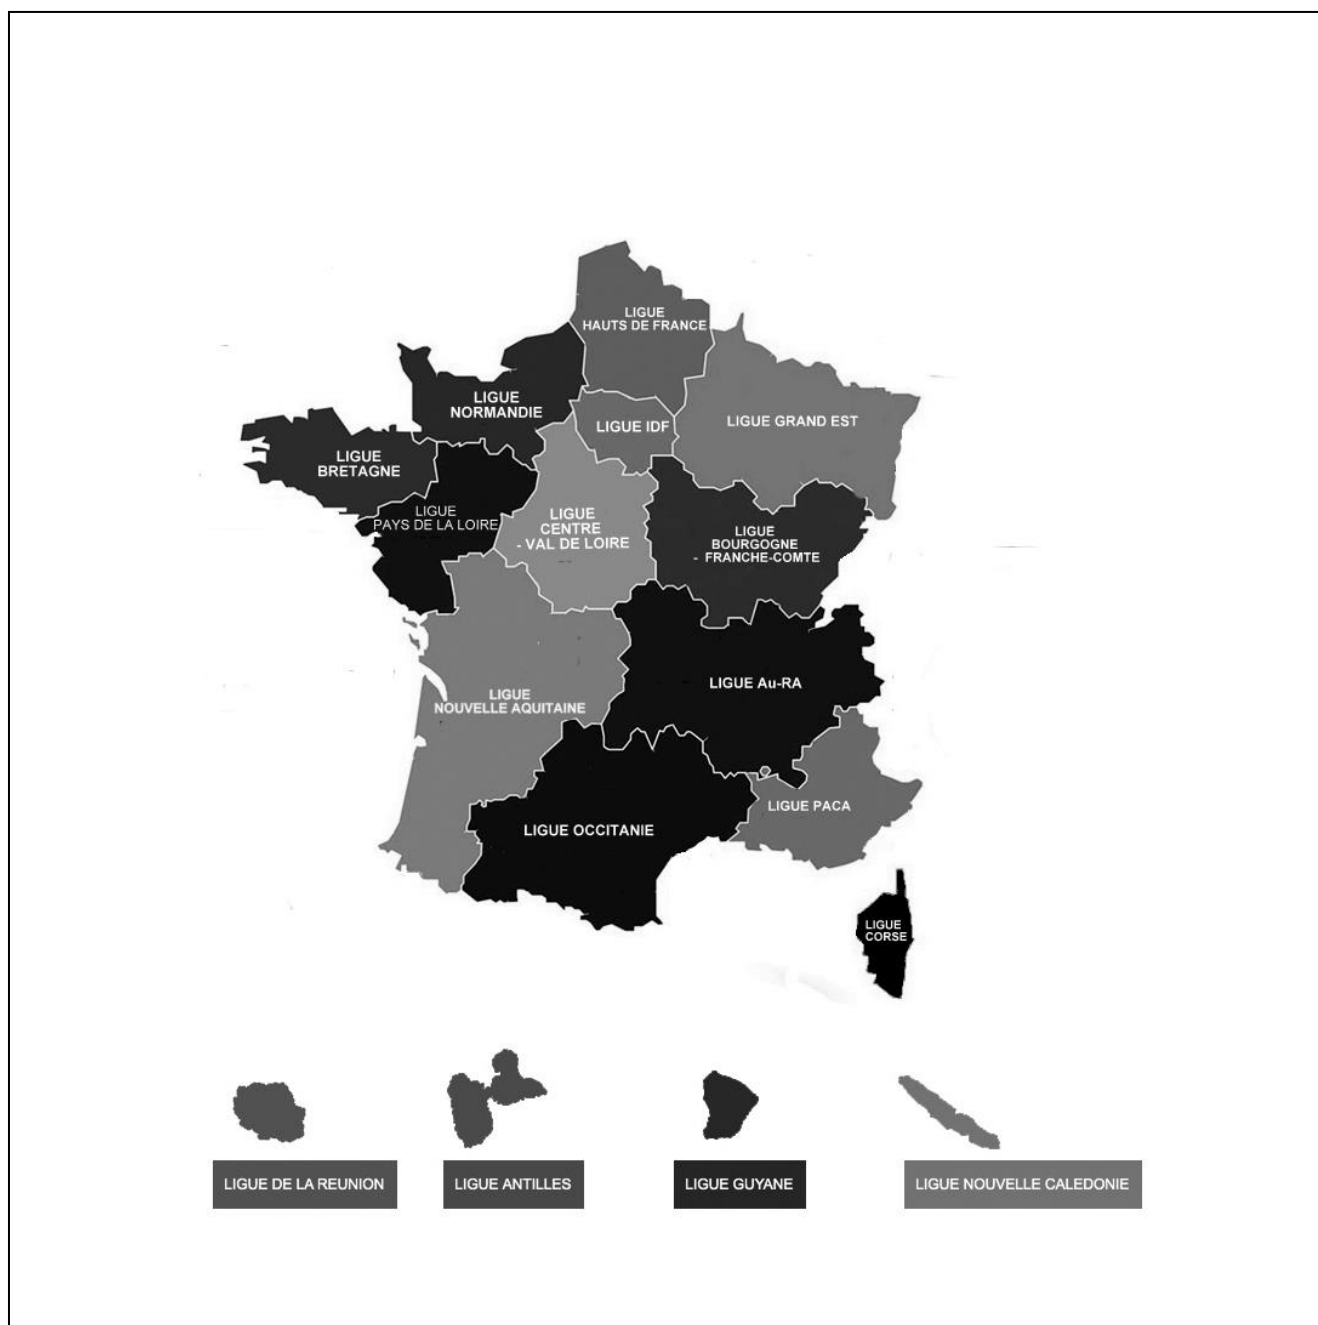 LIGUE
HAUTS DE FRANCE
LIGUE
NORMANDIE
LIGUE IDF
LIGUE GRAND EST
LIGUE
BRETAGNE
LIGUE
PAYS DE LA LOIRE
LIGUE
CENTRE
- VAL DE LOIRE
LIGUE
BOURGOGNE
- FRANCHE-COMTE
LIGUE Au-RA
LIGUE
NOUVELLE AQUITAINE
LIGUE PACA
LIGUE OCCITANIE
LIGUE
CORSE
LIGUE DE LA REUNION
LIGUE ANTILLES
LIGUE GUYANE
LIGUE NOUVELLE CALEDONIE